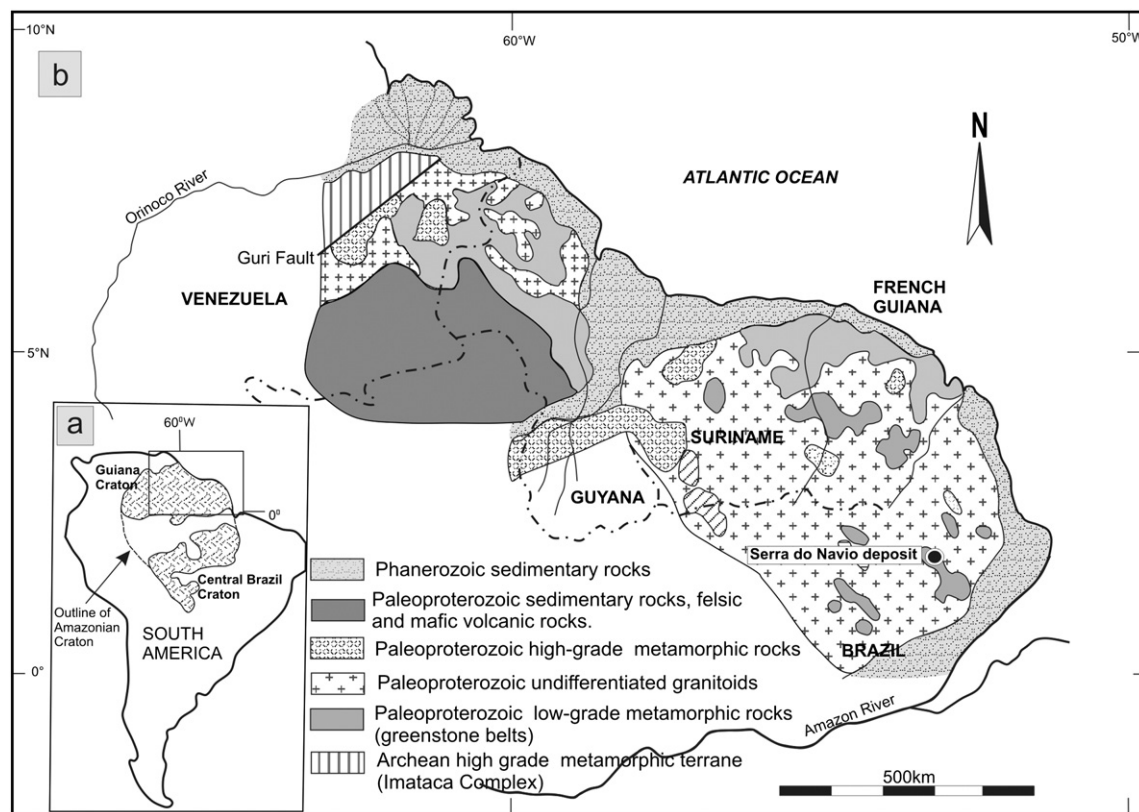 10°N
60°W
50°W
b
N
Orinoco River
ATLANTIC OCEAN
Guri Fault
VENEZUELA
FRENCH
GUIANA
5°N
a
60⁰W
SURINAME
Guiana
Craton
GUYANA
0⁰
Serra do Navio deposit
Central Brazil
Craton
Outline of
Amazonian
Craton
SOUTH
AMERICA
BRAZIL
0°
Amazon River
Phanerozoic sedimentary rocks
Paleoproterozoic sedimentary rocks, felsic
and mafic volcanic rocks.
Paleoproterozoic high-grade metamorphic rocks
Paleoproterozoic undifferentiated granitoids
Paleoproterozoic low-grade metamorphic rocks
(greenstone belts)
Archean high grade metamorphic terrane
(Imataca Complex)
500km